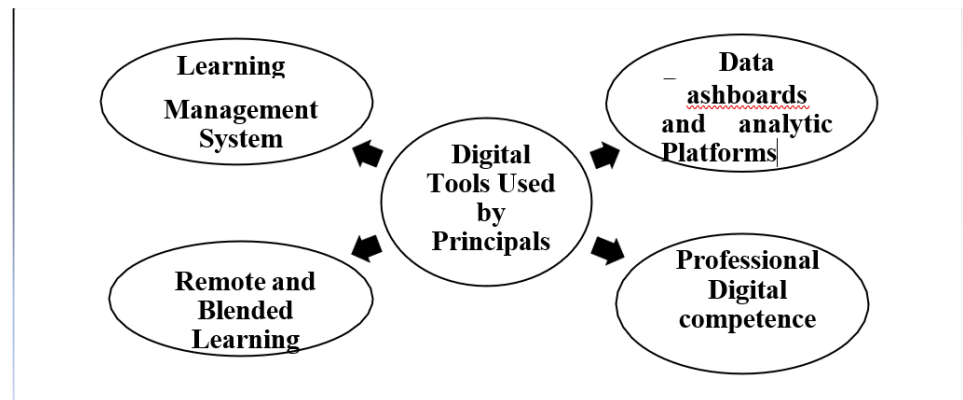 Learning
Management
System
Data
ashboards
and analytic
Platforms
Digital
Tools Used
by
Principals
Remote and
Blended
Learning
Professional
Digital
competence